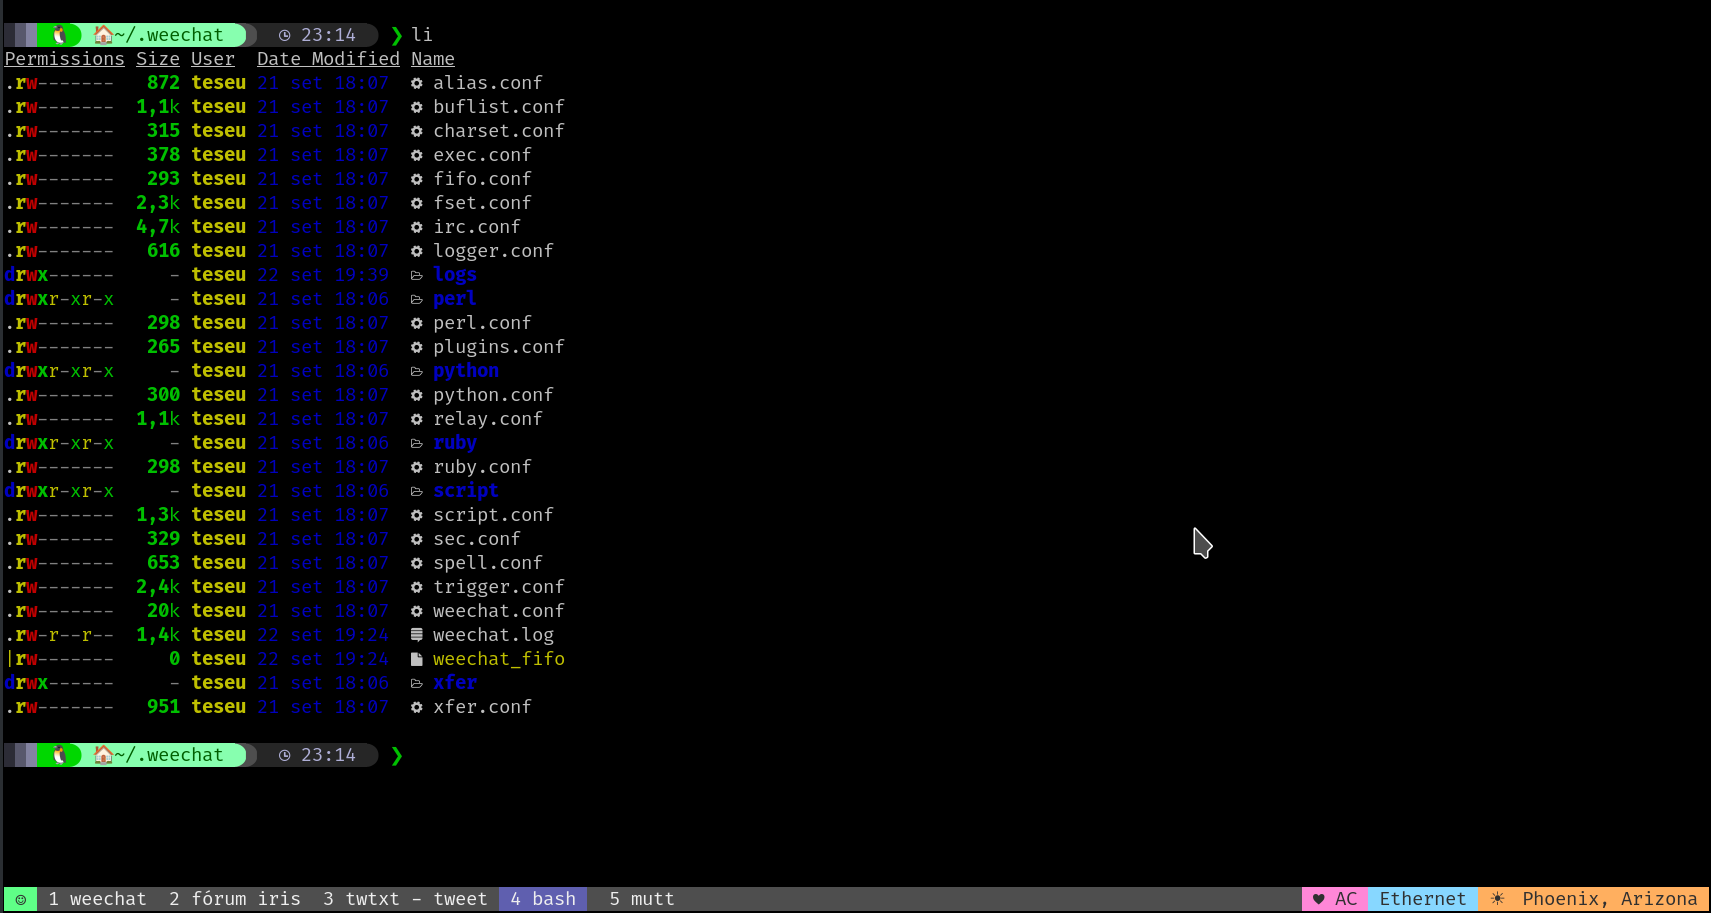 ~/.weechat 23:14 ❯ li
Permissions Size User Date Modified Name
.rw------- 872 teseu 21 set 18:07 alias.conf
.rw------- 1,1k teseu 21 set 18:07 buflist.conf
.rw------- 315 teseu 21 set 18:07 charset.conf
.rw------- 378 teseu 21 set 18:07 exec.conf
.rw------- 293 teseu 21 set 18:07 fifo.conf
.rw------- 2,3k teseu 21 set 18:07 fset.conf
.rw------- 4,7k teseu 21 set 18:07 irc.conf
.rw------- 616 teseu 21 set 18:07 logger.conf
drwx------ - teseu 22 set 19:39 logs
drwxr-xr-x - teseu 21 set 18:06 perl
.rw------- 298 teseu 21 set 18:07 perl.conf
.rw------- 265 teseu 21 set 18:07 plugins.conf
drwxr-xr-x - teseu 21 set 18:06 python
.rw------- 300 teseu 21 set 18:07 python.conf
.rw------- 1,1k teseu 21 set 18:07 relay.conf
drwxr-xr-x - teseu 21 set 18:06 ruby
.rw------- 298 teseu 21 set 18:07 ruby.conf
drwxr-xr-x - teseu 21 set 18:06 script
.rw------- 1,3k teseu 21 set 18:07 script.conf
.rw------- 329 teseu 21 set 18:07 sec.conf
.rw------- 653 teseu 21 set 18:07 spell.conf
.rw------- 2,4k teseu 21 set 18:07 trigger.conf
.rw------- 20k teseu 21 set 18:07 weechat.conf
.rw-r--r-- 1,4k teseu 22 set 19:24 weechat.log
|rw------- 0 teseu 22 set 19:24 weechat_fifo
drwx------ - teseu 21 set 18:06 xfer
.rw------- 951 teseu 21 set 18:07 xfer.conf
~/.weechat 23:14 ❯
☺ 1 weechat 2 fórum iris 3 twtxt - tweet 4 bash 5 mutt ♥ AC Ethernet ☀ Phoenix, Arizona